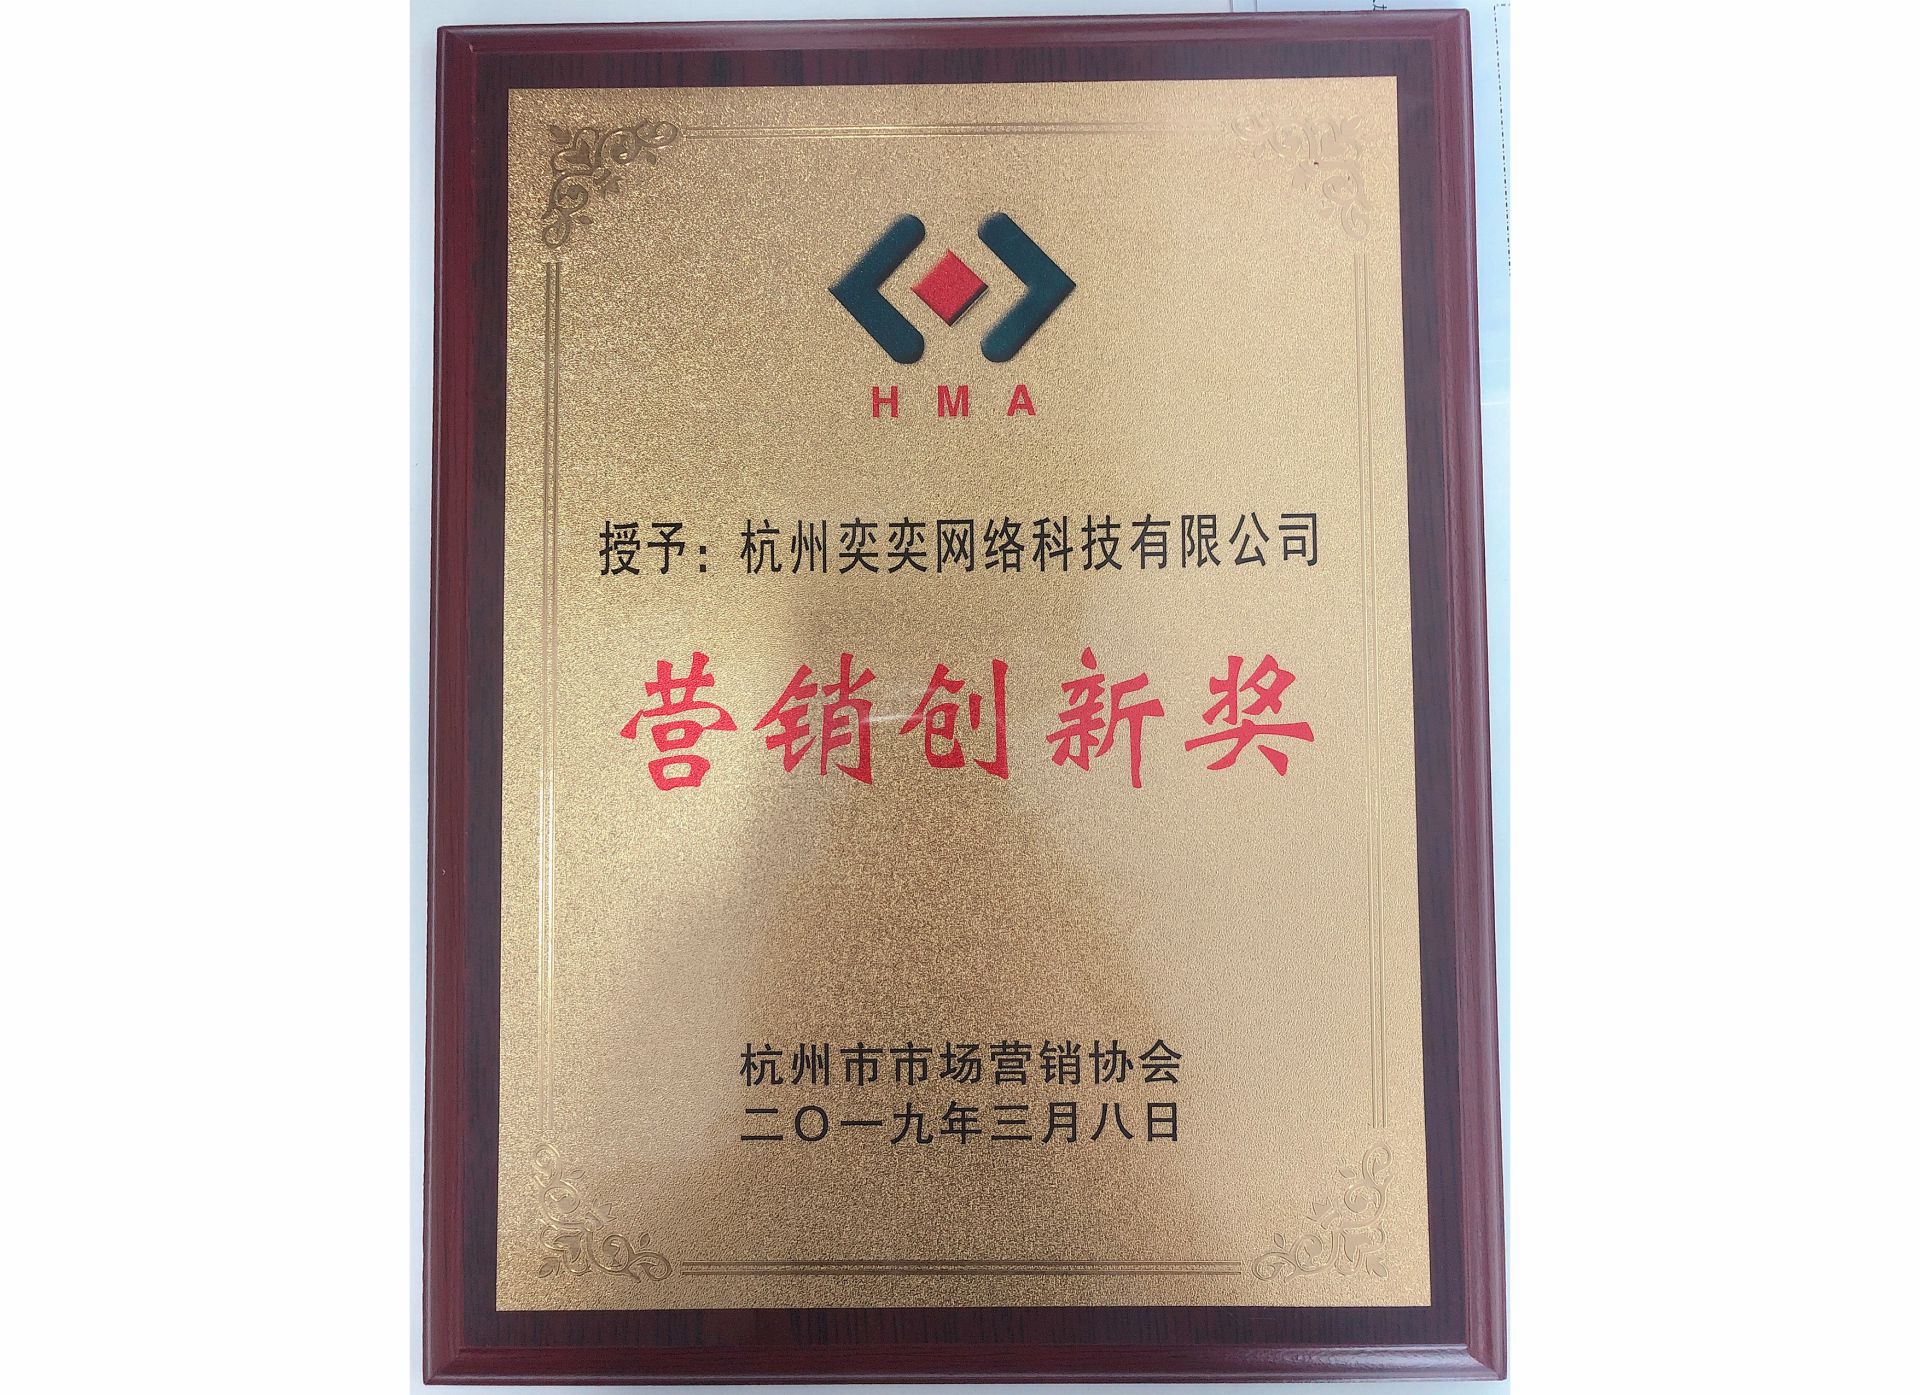 HMA
授予：杭州奕奕网络科技有限公司
营销创新奖
杭州市市场营销协会
二〇一九年三月八日